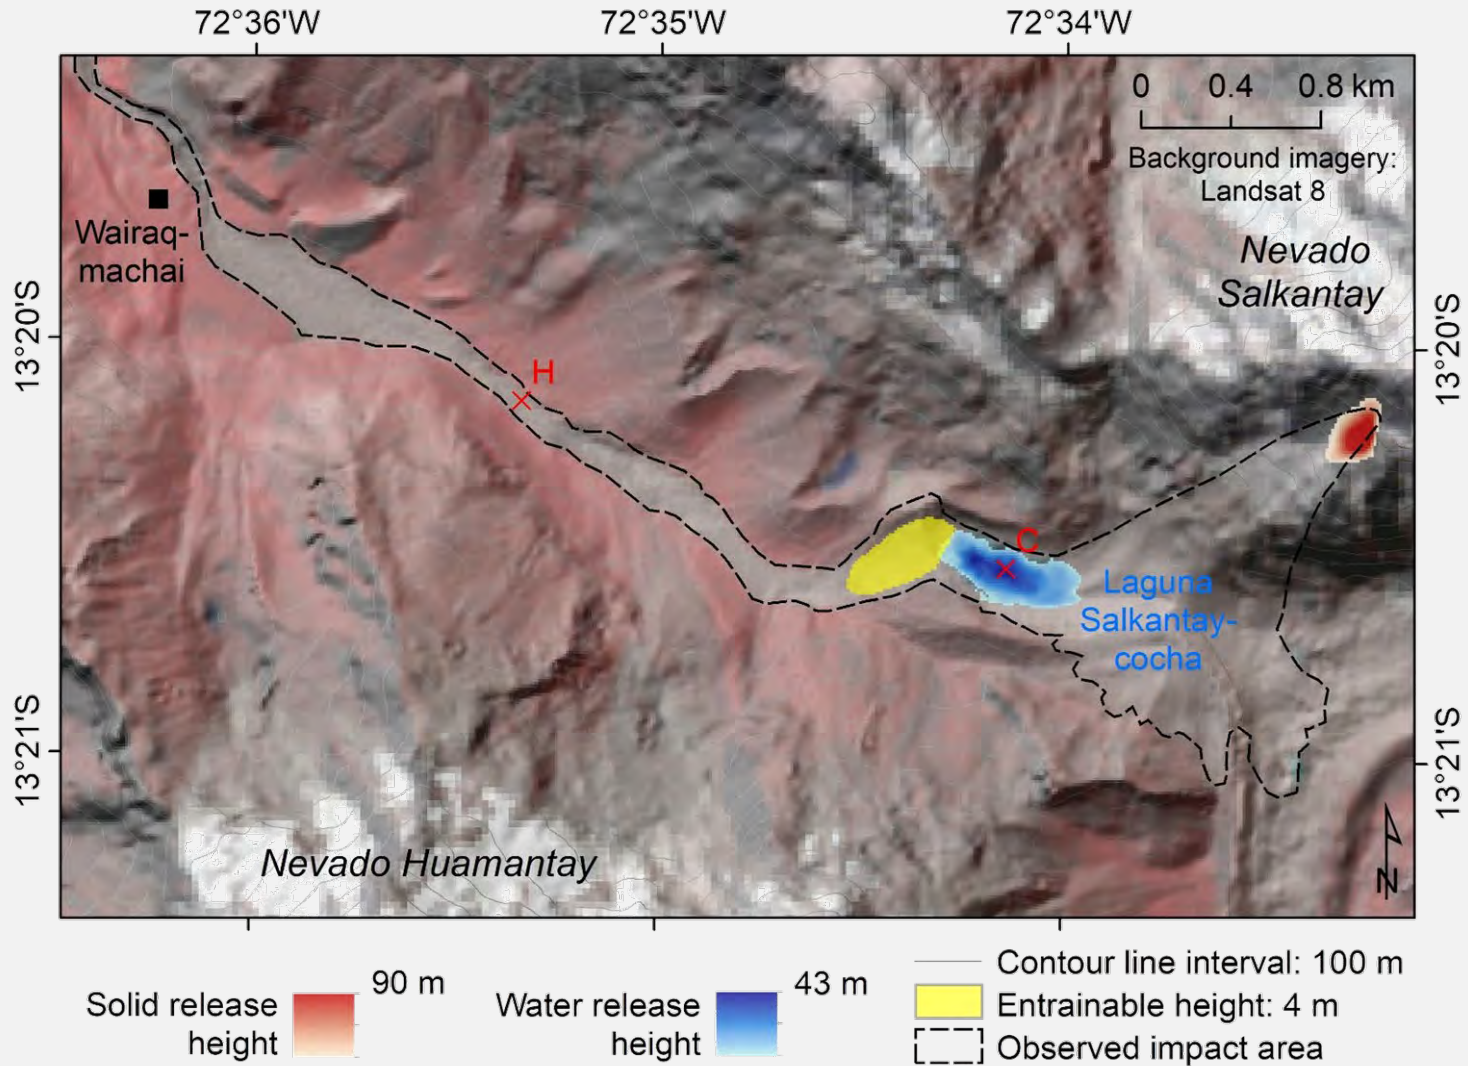 72°36'W
72°35'W
72°34'W
0 0.4 0.8 km
Background imagery:
Landsat 8
Nevado
Salkantay
Wairaq-
machai
13°20'S
13°20'S
H
C
Laguna
Salkantay-
cocha
13°21'S
13°21'S
Nevado Huamantay
N
Solid release
height
90 m
Water release
height
43 m
Contour line interval: 100 m
Entrainable height: 4 m
Observed impact area